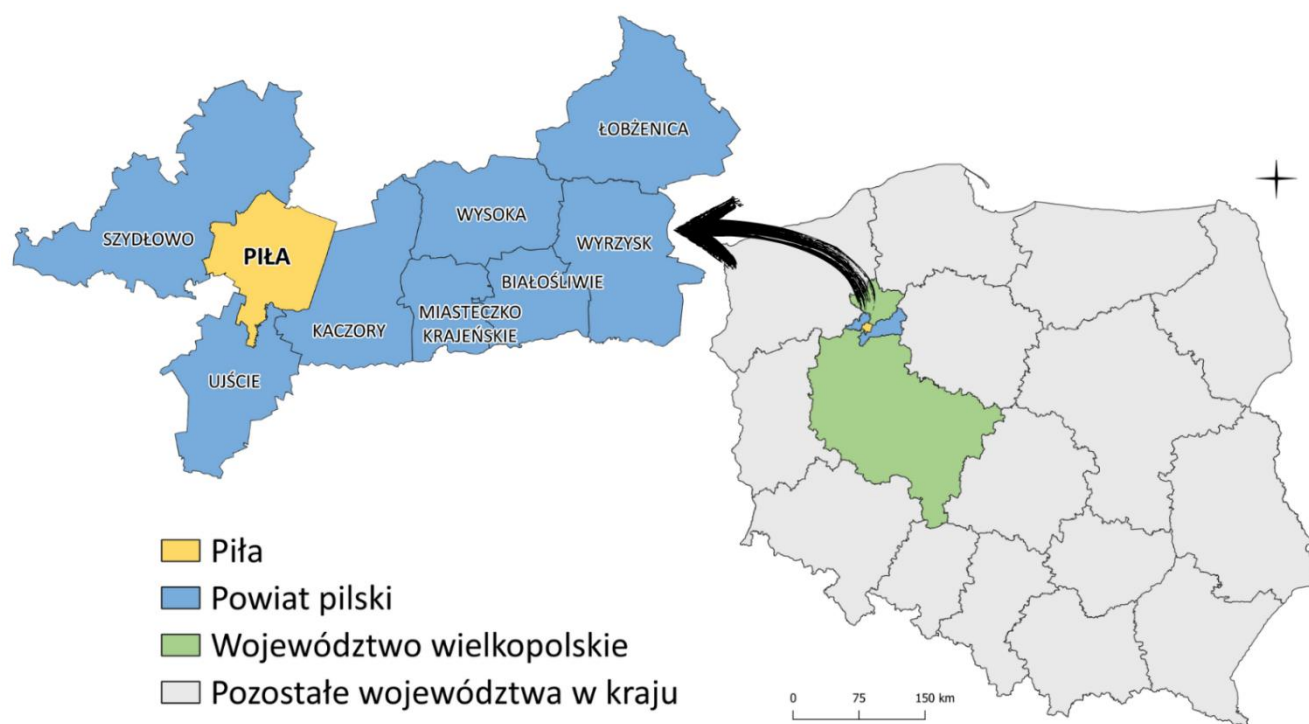 ŁOBŻENICA
WYSOKA
SZYDŁOWO
PIŁA
WYRZYSK
BIAŁOŚLIWIE
MIASTECZKO
KRAJEŃSKIE
KACZORY
UJŚCIE
Piła
Powiat pilski
Województwo wielkopolskie
Pozostałe województwa w kraju
0 75 150 km